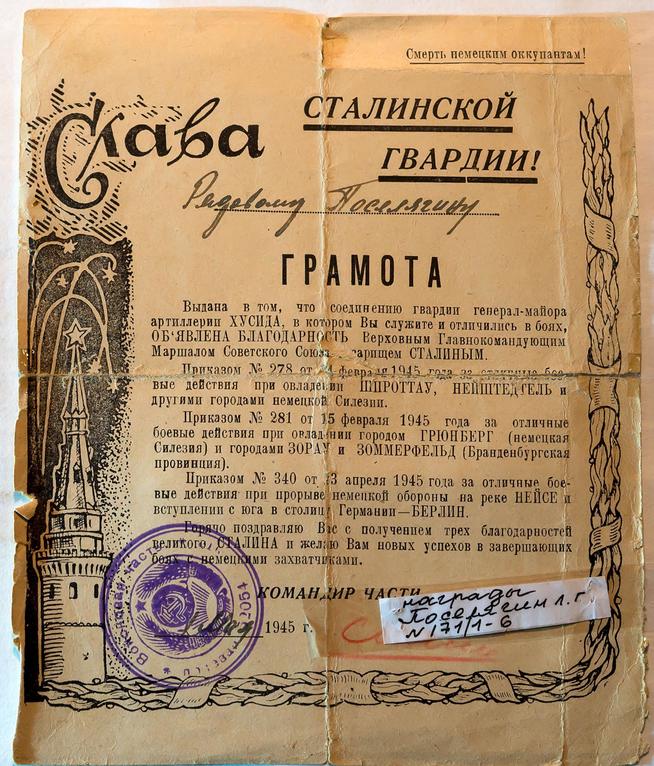 Смерть немецким оккупантам!
Слава СТАЛИНСКОЙ
ГВАРДИИ!
Рядовому Поселягину
ГРАМОТА
Выдана в том, что соединению гвардии генерал-майора
артиллерии ХУСИДА, в котором Вы служите и отличились в боях,
ОБ'ЯВЛЕНА БЛАГОДАРНОСТЬ Верховным Главнокомандующим
Маршалом Советского Союза товарищем СТАЛИНЫМ.
Приказом № 278 от февраля 1945 года за отличные бое-
вые действия при овладении ШПРОТТАУ, НЕЙШТЕДТЕЛЬ и
другими городами немецкой Силезии.
Приказом № 281 от 15 февраля 1945 года за отличные
боевые действия при овладении городом ГРЮНБЕРГ (немецкая
Силезия) и городами ЗОРАУ и ЗОММЕРФЕЛЬД (Бранденбургская
провинция).
Приказом № 340 от 23 апреля 1945 года за отличные бое-
вые действия при прорыве немецкой обороны на реке НЕЙСЕ и
вступлении с юга в столицу Германии—БЕРЛИН.
Горячо поздравляю Вас с получением трех благодарностей
великого СТАЛИНА и желаю Вам новых успехов в завершающих
боях с немецкими захватчиками.
КОМАНДИР ЧАСТИ
1945 г.
награды
Поселягин Л. Г.
N 171/1-6